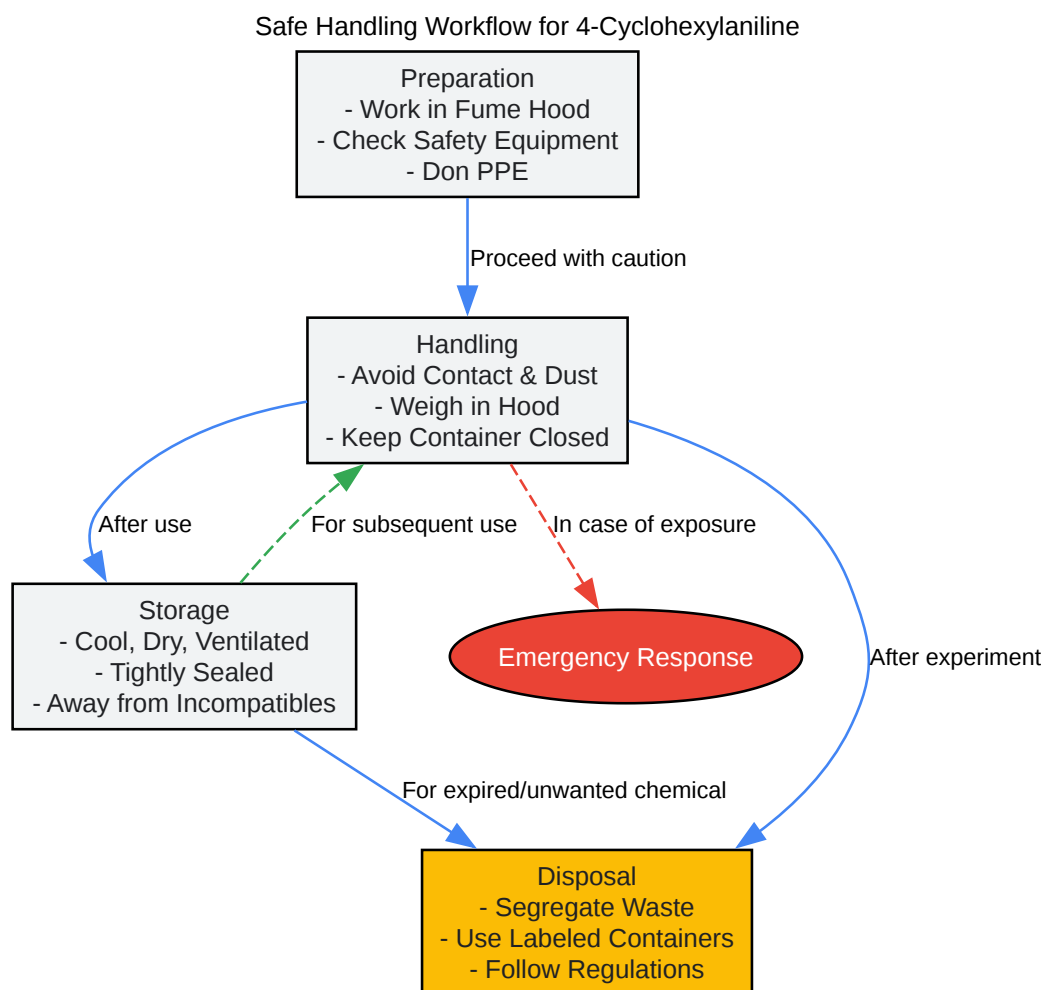 Safe Handling Workflow for 4-Cyclohexylaniline
Preparation
- Work in Fume Hood
- Check Safety Equipment
- Don PPE
Proceed with caution
Handling
- Avoid Contact & Dust
- Weigh in Hood
- Keep Container Closed
After use
For subsequent use
In case of exposure
Storage
- Cool, Dry, Ventilated
- Tightly Sealed
- Away from Incompatibles
Emergency Response
After experiment
For expired/unwanted chemical
Disposal
- Segregate Waste
- Use Labeled Containers
- Follow Regulations